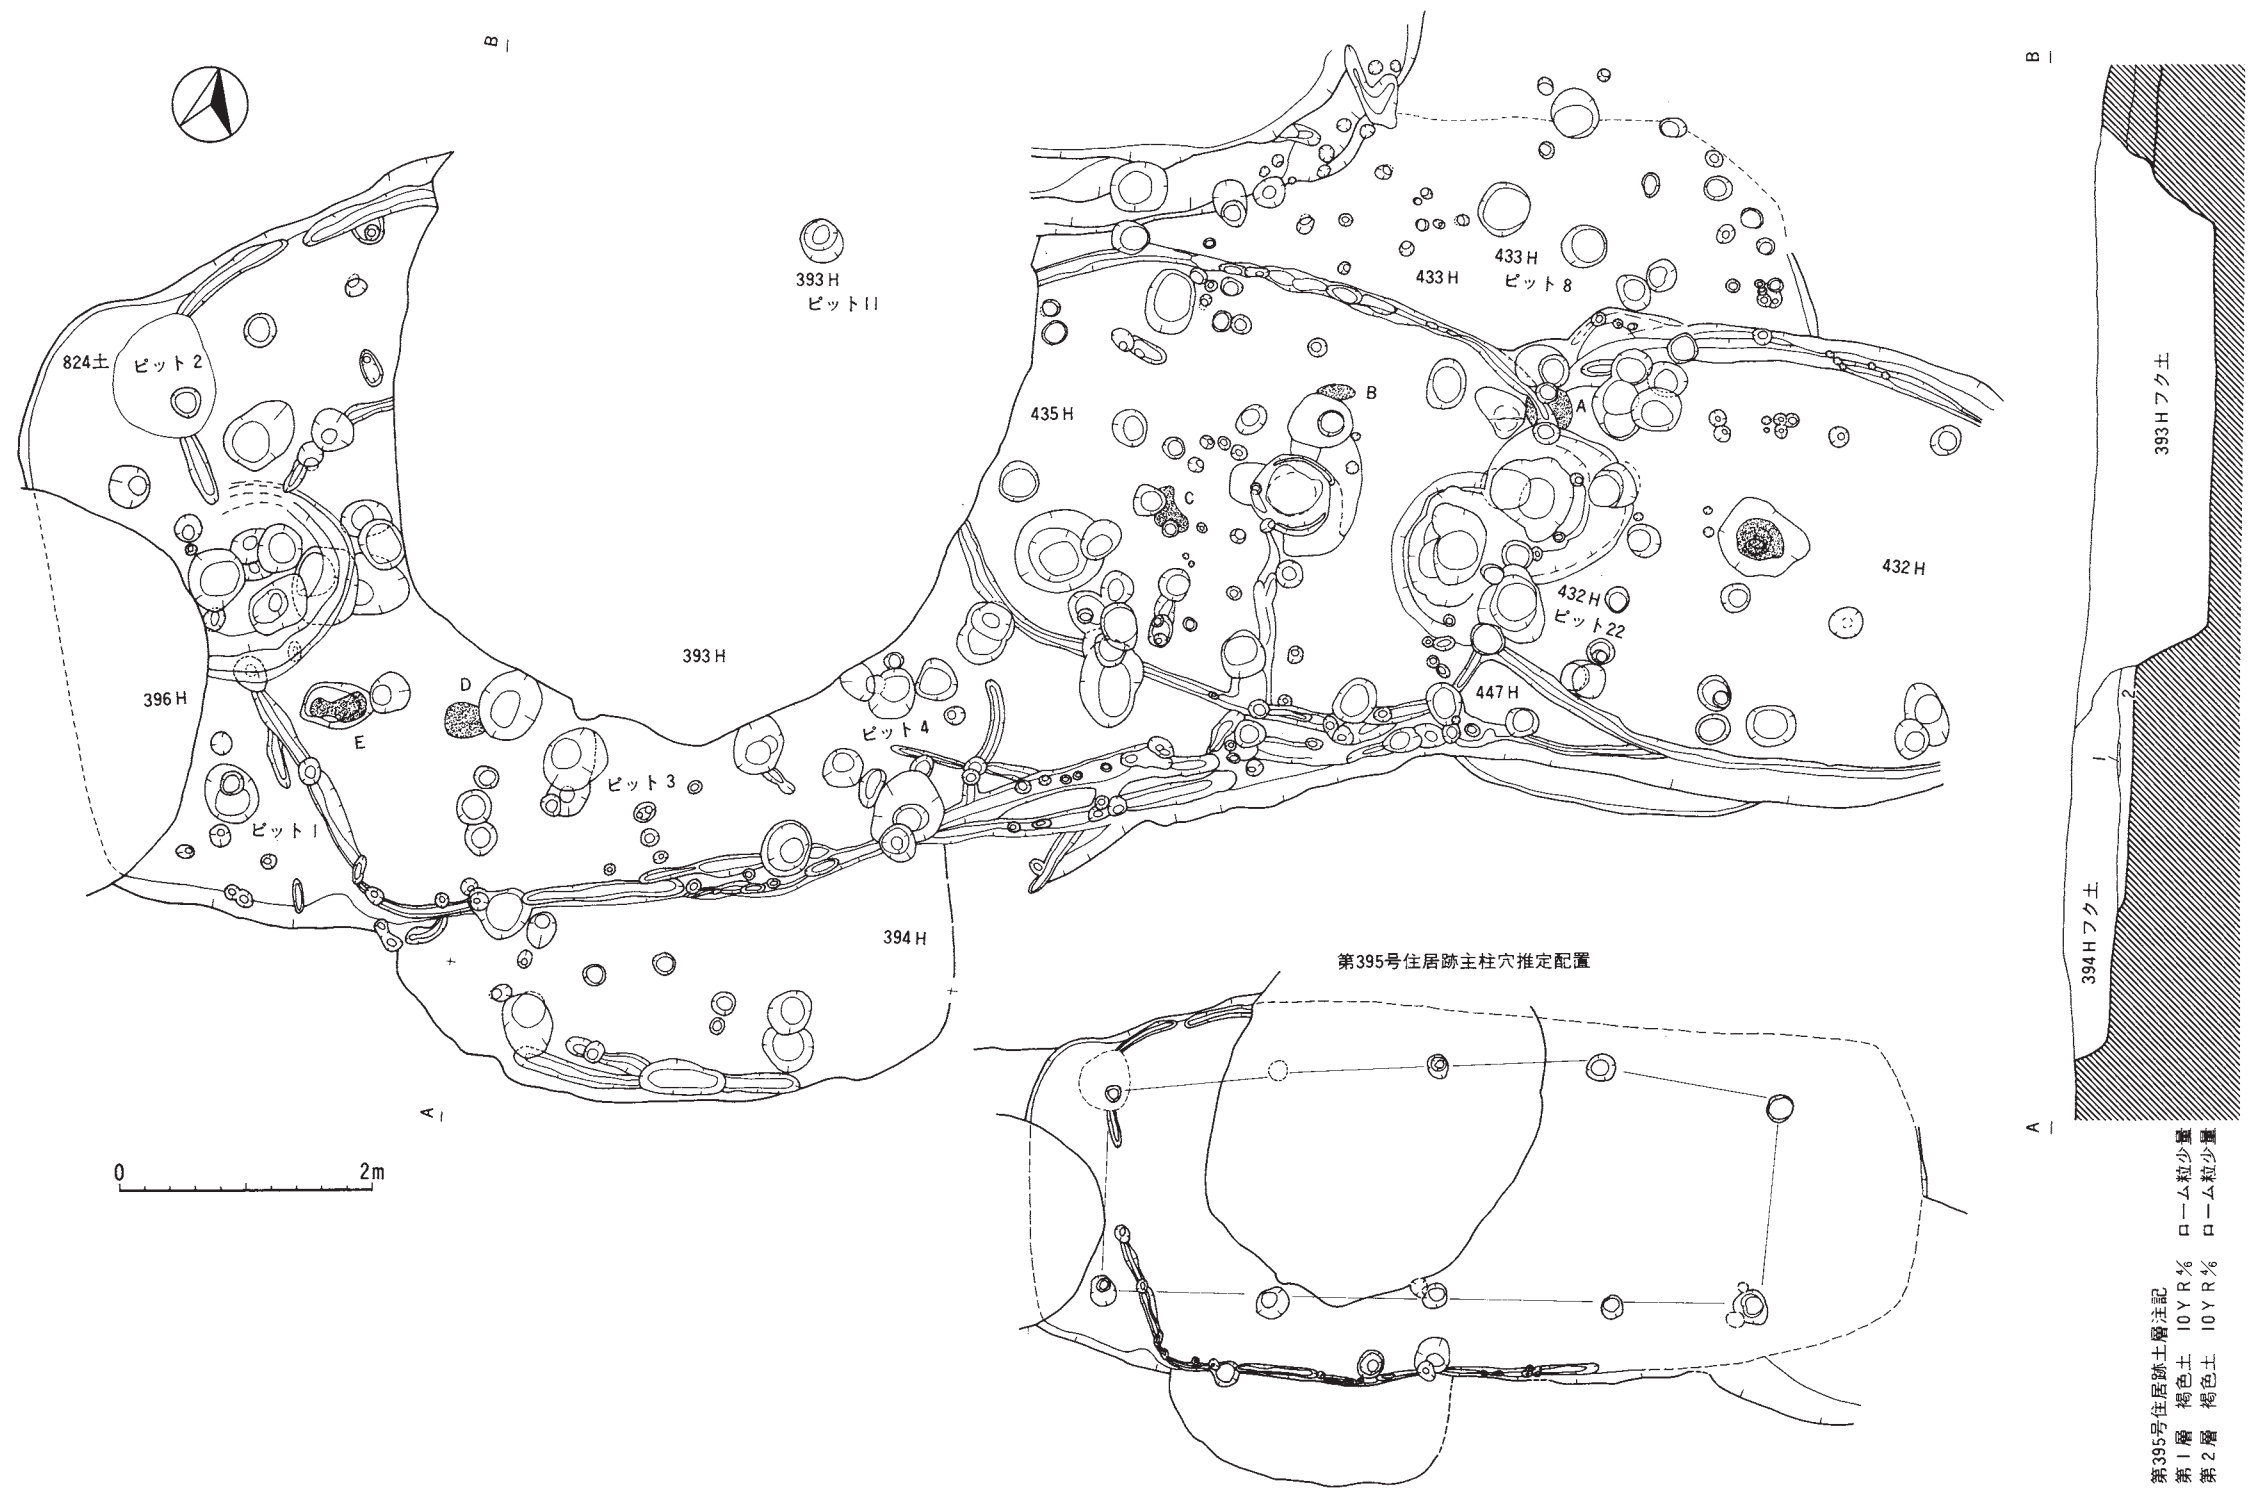 B
B
393H
ピット11
433H
433H
ピット8
824土
ピット2
435H
B
A
C
393Hフク土
432H
432H
ピット22
393H
D
396H
E
447H
ピット4
ピット3
2
1
ピット1
394H
394Hフク土
第395号住居跡主柱穴推定配置
A
A
0 2m
第395号住居跡土層注記
第1層 褐色土 10YR4/6 ローム粒少量
第2層 褐色土 10YR4/6 ローム粒少量